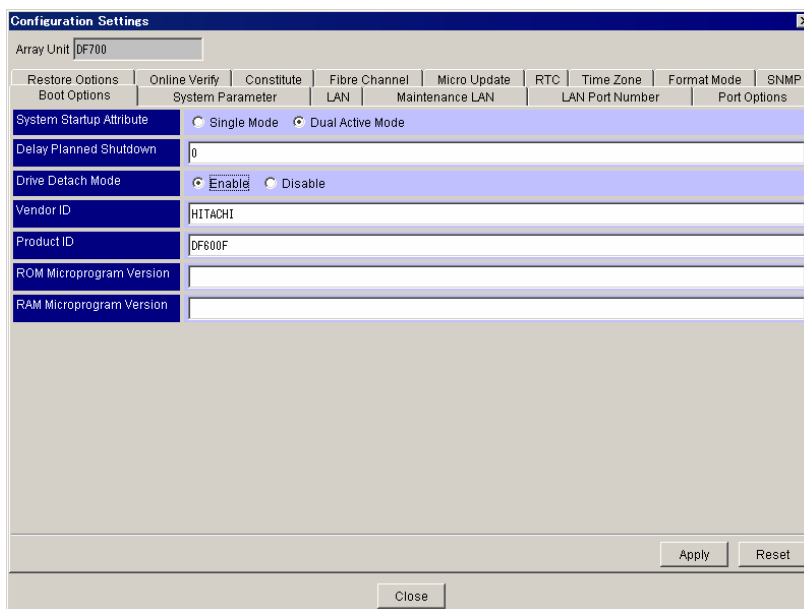 Configuration Settings
Array Unit DF700
Restore Options Online Verify Constitute Fibre Channel Micro Update RTC Time Zone Format Mode SNMP
Boot Options System Parameter LAN Maintenance LAN LAN Port Number Port Options
System Startup Attribute Single Mode Dual Active Mode
Delay Planned Shutdown 0
Drive Detach Mode Enable Disable
Vendor ID HITACHI
Product ID DF600F
ROM Microprogram Version
RAM Microprogram Version
Apply Reset
Close